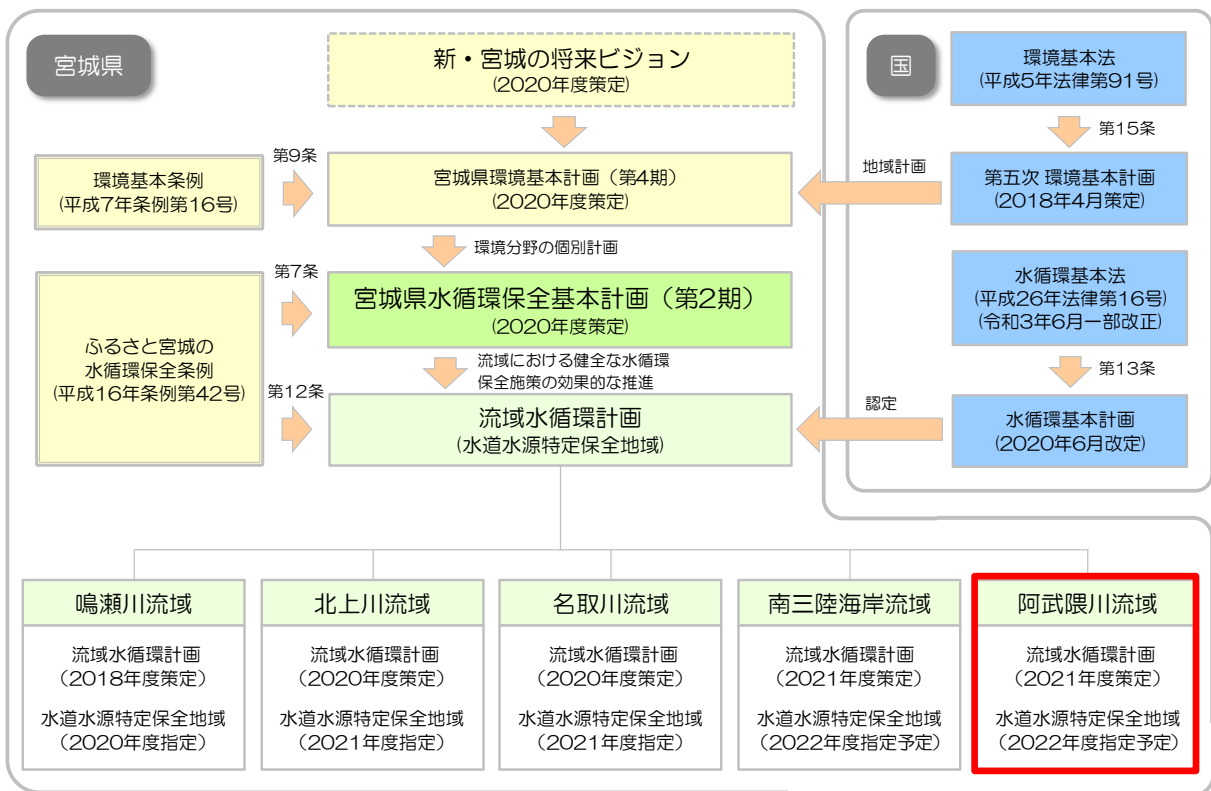 宮城県
新・宮城の将来ビジョン
(2020年度策定)
国
環境基本法
(平成5年法律第91号)
第15条
環境基本条例
(平成7年条例第16号)
第9条
宮城県環境基本計画（第4期）
(2020年度策定)
地域計画
第五次 環境基本計画
(2018年4月策定)
環境分野の個別計画
ふるさと宮城の
水循環保全条例
(平成16年条例第42号)
第7条
宮城県水循環保全基本計画（第2期）
(2020年度策定)
水循環基本法
(平成26年法律第16号)
(令和3年6月一部改正)
流域における健全な水循環
保全施策の効果的な推進
第13条
第12条
流域水循環計画
(水道水源特定保全地域)
認定
水循環基本計画
(2020年6月改定)
鳴瀬川流域
流域水循環計画
（2018年度策定）
水道水源特定保全地域
（2020年度指定）
北上川流域
流域水循環計画
（2020年度策定）
水道水源特定保全地域
（2021年度指定）
名取川流域
流域水循環計画
（2020年度策定）
水道水源特定保全地域
（2021年度指定）
南三陸海岸流域
流域水循環計画
（2021年度策定）
水道水源特定保全地域
（2022年度指定予定）
阿武隈川流域
流域水循環計画
（2021年度策定）
水道水源特定保全地域
（2022年度指定予定）